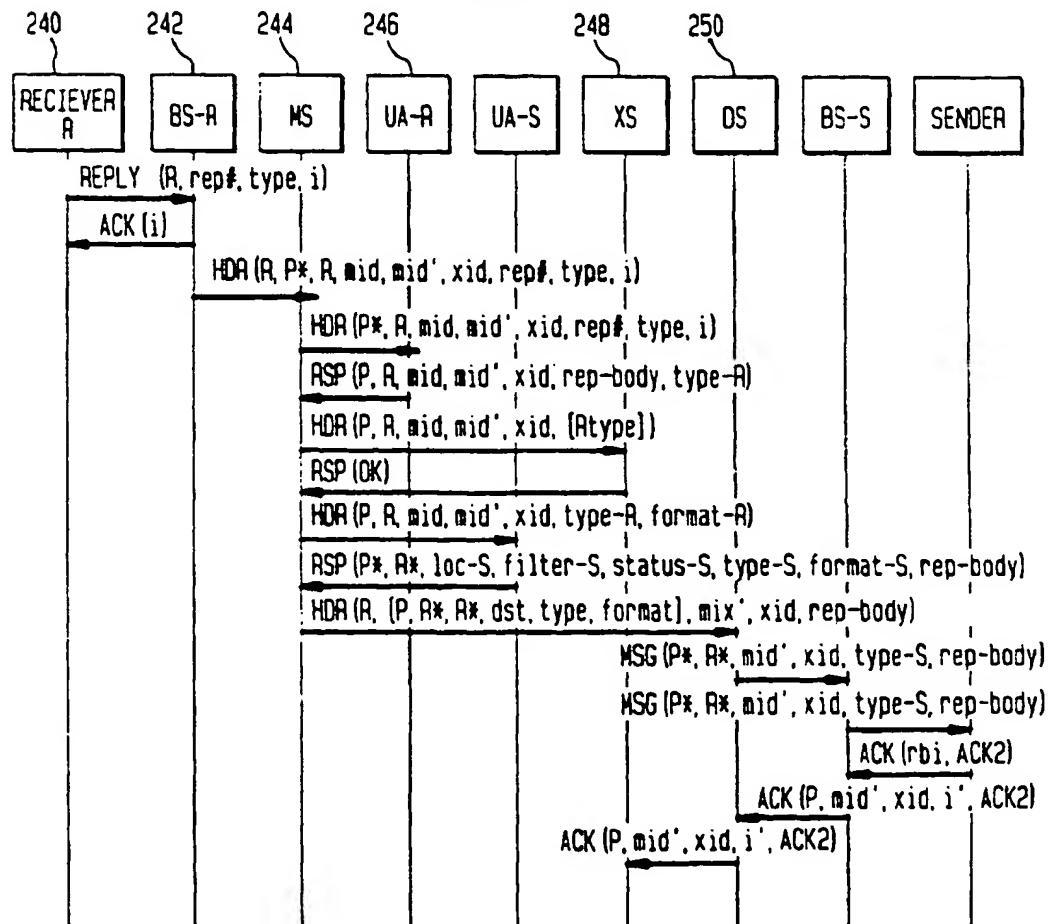 240 242 244 246 248 250
RECIEVER R BS-R MS UA-R UA-S XS DS BS-S SENDER
REPLY (R, rep#, type, i)
ACK (i)
HDR (R, P*, R, mid, mid', xid, rep#, type, i)
HDR (P*, R, mid, mid', xid, rep#, type, i)
RSP (P, R, mid, mid', xid, rep-body, type-R)
HDR (P, R, mid, mid', xid, [Rtype])
RSP (OK)
HDR (P, R, mid, mid', xid, type-R, format-R)
RSP (P*, R*, loc-S, filter-S, status-S, type-S, format-S, rep-body)
HDR (R, [P, R*, R*, dst, type, format], mix', xid, rep-body)
MSG (P*, R*, mid', xid, type-S, rep-body)
MSG (P*, R*, mid', xid, type-S, rep-body)
ACK (rbi, ACK2)
ACK (P, mid', xid, i', ACK2)
ACK (P, mid', xid, i', ACK2)